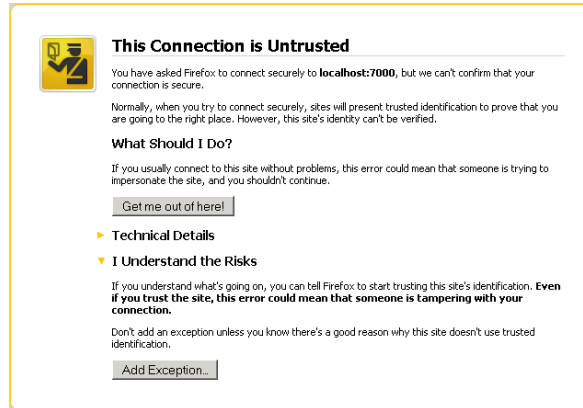 This Connection is Untrusted
You have asked Firefox to connect securely to localhost:7000, but we can't confirm that your
connection is secure.
Normally, when you try to connect securely, sites will present trusted identification to prove that you
are going to the right place. However, this site's identity can't be verified.
What Should I Do?
If you usually connect to this site without problems, this error could mean that someone is trying to
impersonate the site, and you shouldn't continue.
Get me out of here!
Technical Details
I Understand the Risks
If you understand what's going on, you can tell Firefox to start trusting this site's identification. Even
if you trust the site, this error could mean that someone is tampering with your
connection.
Don't add an exception unless you know there's a good reason why this site doesn't use trusted
identification.
Add Exception...